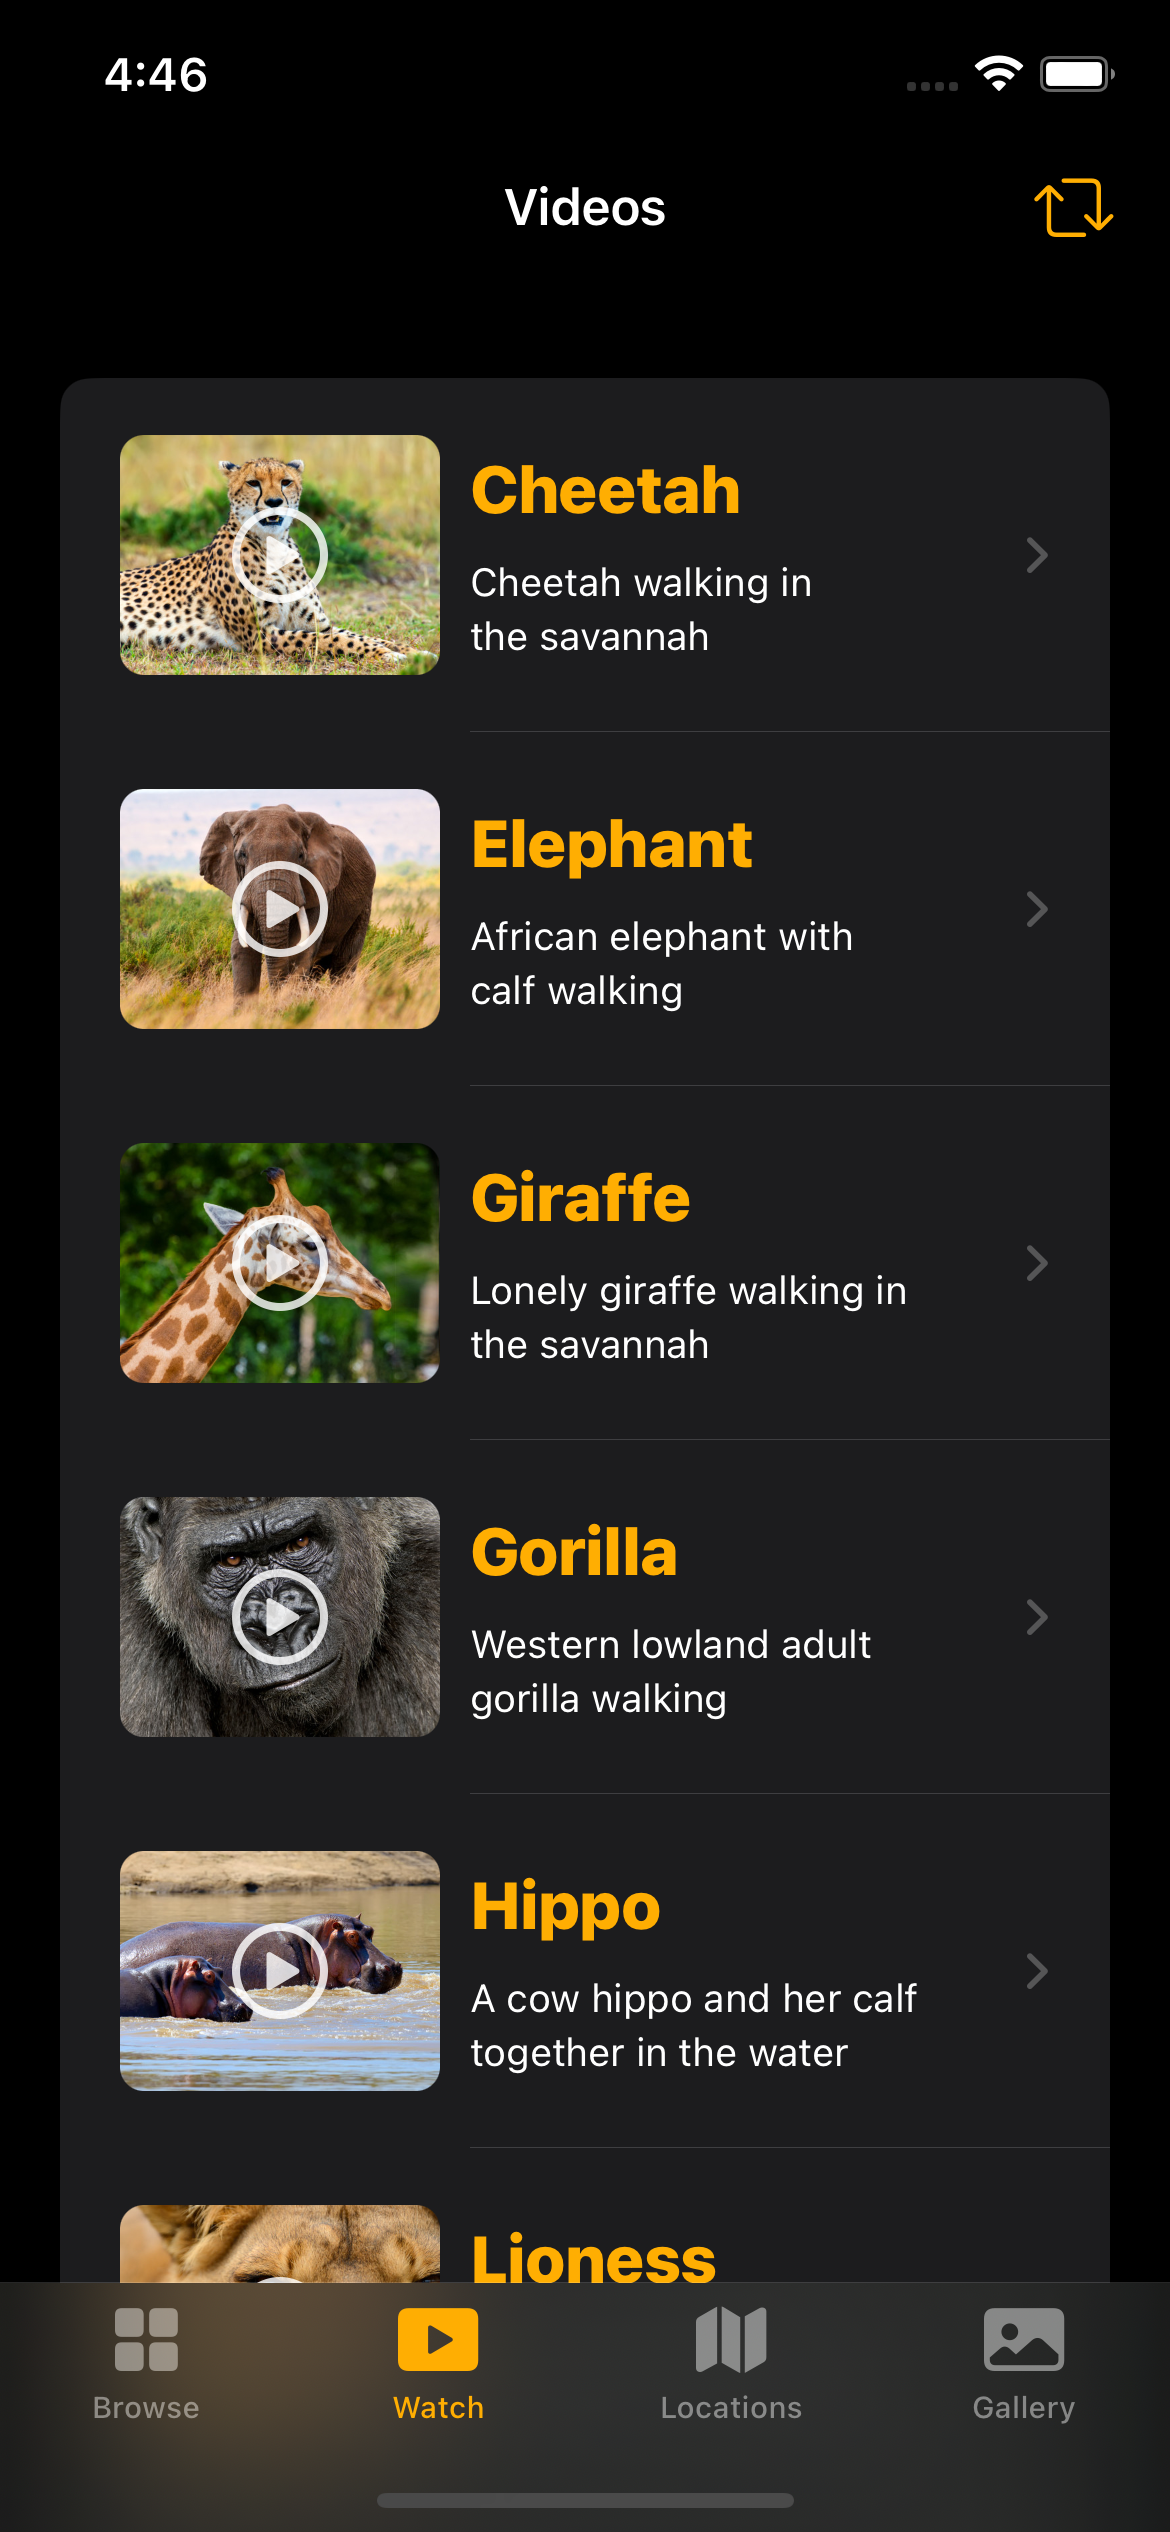 4:46
Videos
Cheetah
Cheetah walking in
the savannah
Elephant
African elephant with
calf walking
Giraffe
Lonely giraffe walking in
the savannah
Gorilla
Western lowland adult
gorilla walking
Hippo
A cow hippo and her calf
together in the water
Lioness
Browse
Watch
Locations
Gallery